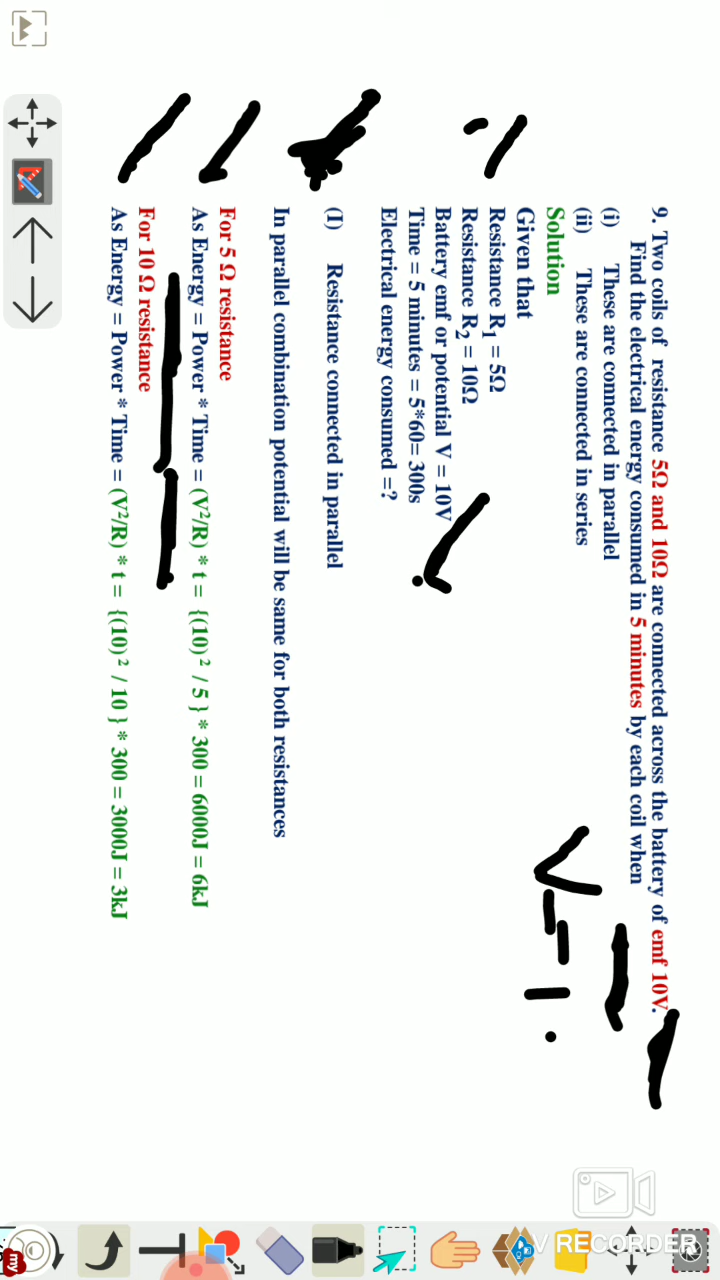 9. Two coils of resistance 5Ω and 10Ω are connected across the battery of emf 10V.
Find the electrical energy consumed in 5 minutes by each coil when
(i) These are connected in parallel
(ii) These are connected in series
Solution
Given that
Resistance R₁ = 5Ω
Resistance R₂ = 10Ω
Battery emf or potential V = 10V
Time = 5 minutes = 5*60= 300s
Electrical energy consumed =?
(I) Resistance connected in parallel
In parallel combination potential will be same for both resistances
For 5 Ω resistance
As Energy = Power * Time = (V²/R) * t = {(10)² / 5 } * 300 = 6000J = 6kJ
For 10 Ω resistance
As Energy = Power * Time = (V²/R) * t = {(10)² / 10 } * 300 = 3000J = 3kJ
V RECORDER
my